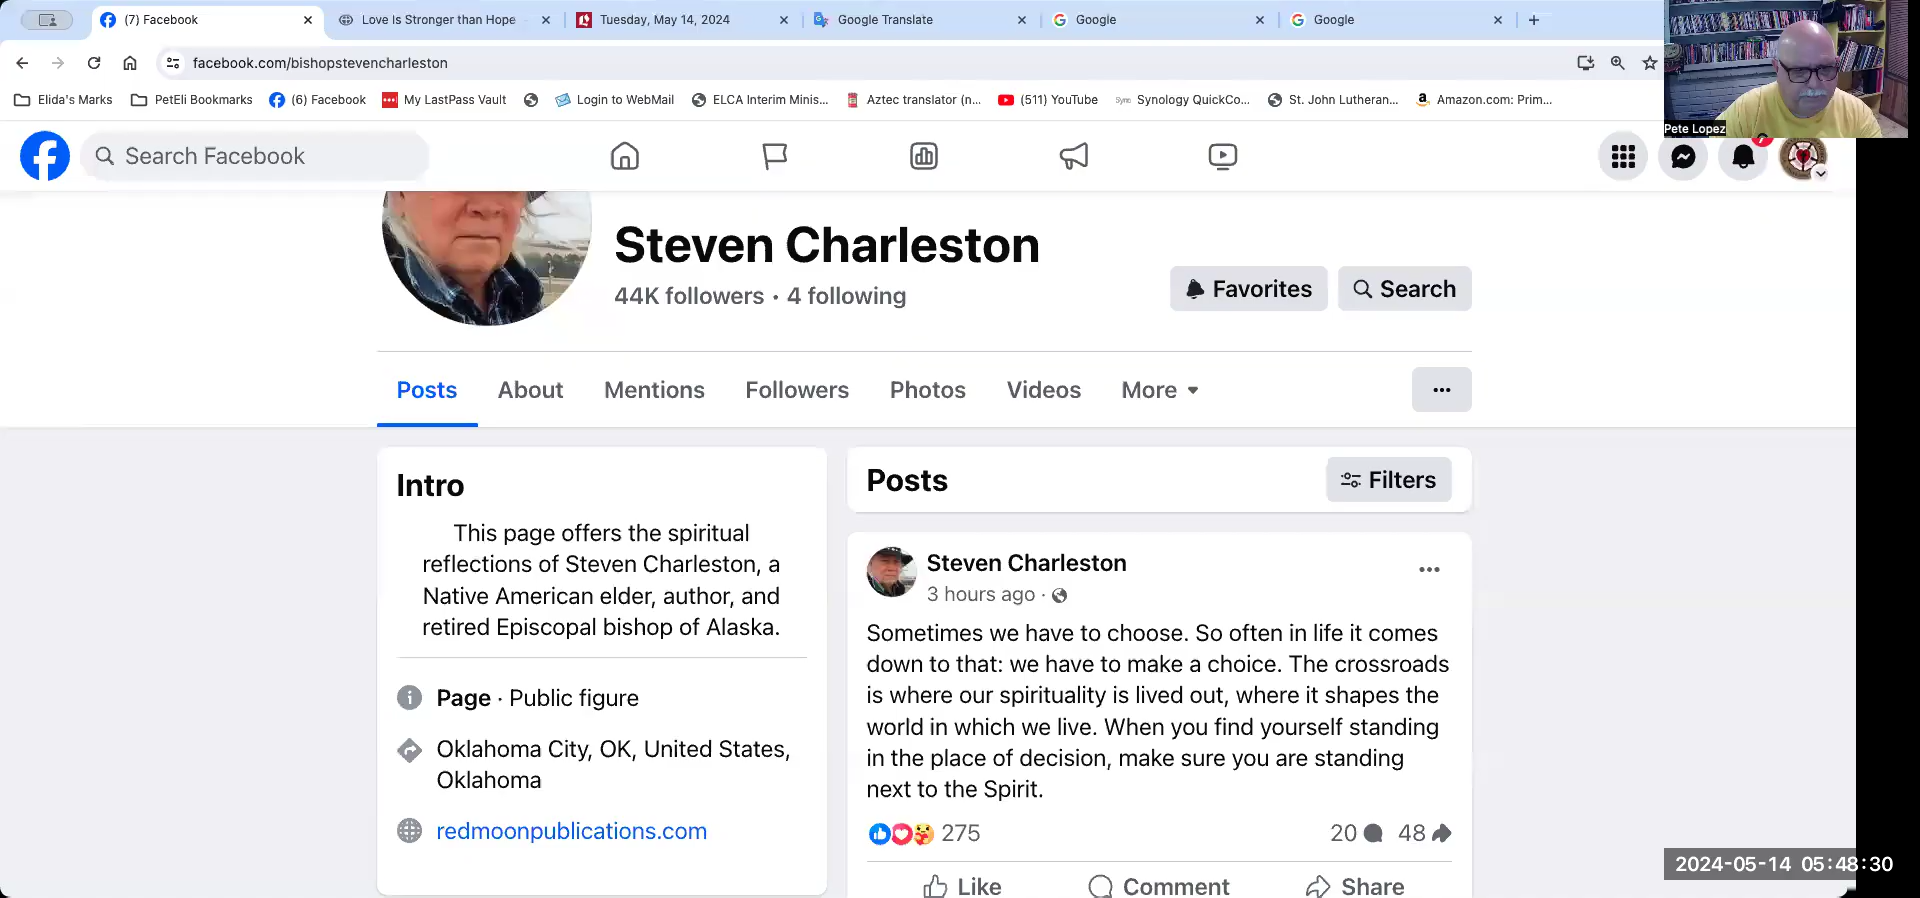 (7) Facebook
Love Is Stronger than Hope
Tuesday, May 14, 2024
Google Translate
Google
Google
facebook.com/bishopstevencharleston
Elida's Marks
PetEli Bookmarks
(6) Facebook
My LastPass Vault
Login to WebMail
ELCA Interim Minis...
Aztec translator (n...
(511) YouTube
Synology QuickCo...
St. John Lutheran...
Amazon.com: Prim...
Pete Lopez
Search Facebook
Steven Charleston
44K followers · 4 following
Favorites
Search
Posts
About
Mentions
Followers
Photos
Videos
More
Intro
This page offers the spiritual
reflections of Steven Charleston, a
Native American elder, author, and
retired Episcopal bishop of Alaska.
Page · Public figure
Oklahoma City, OK, United States,
Oklahoma
redmoonpublications.com
Posts
Filters
Steven Charleston
3 hours ago ·
Sometimes we have to choose. So often in life it comes
down to that: we have to make a choice. The crossroads
is where our spirituality is lived out, where it shapes the
world in which we live. When you find yourself standing
in the place of decision, make sure you are standing
next to the Spirit.
275
20
48
Like
Comment
Share
2024-05-14 05:48:30